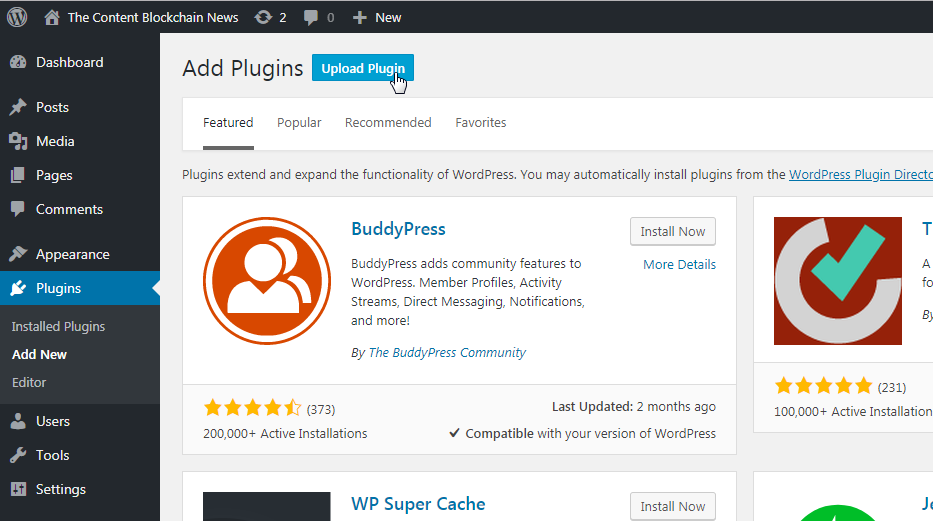 The Content Blockchain News 2 0 New
Dashboard
Posts
Media
Pages
Comments
Appearance
Plugins
Installed Plugins
Add New
Editor
Users
Tools
Settings
Add Plugins Upload Plugin
Featured Popular Recommended Favorites
Plugins extend and expand the functionality of WordPress. You may automatically install plugins from the WordPress Plugin Directo
BuddyPress
Install Now
More Details
BuddyPress adds community features to
WordPress. Member Profiles, Activity
Streams, Direct Messaging, Notifications,
and more!
By The BuddyPress Community
(373)
200,000+ Active Installations
Last Updated: 2 months ago
Compatible with your version of WordPress
T
A
fo
By
(231)
100,000+ Active Installation
WP Super Cache
Install Now
Je